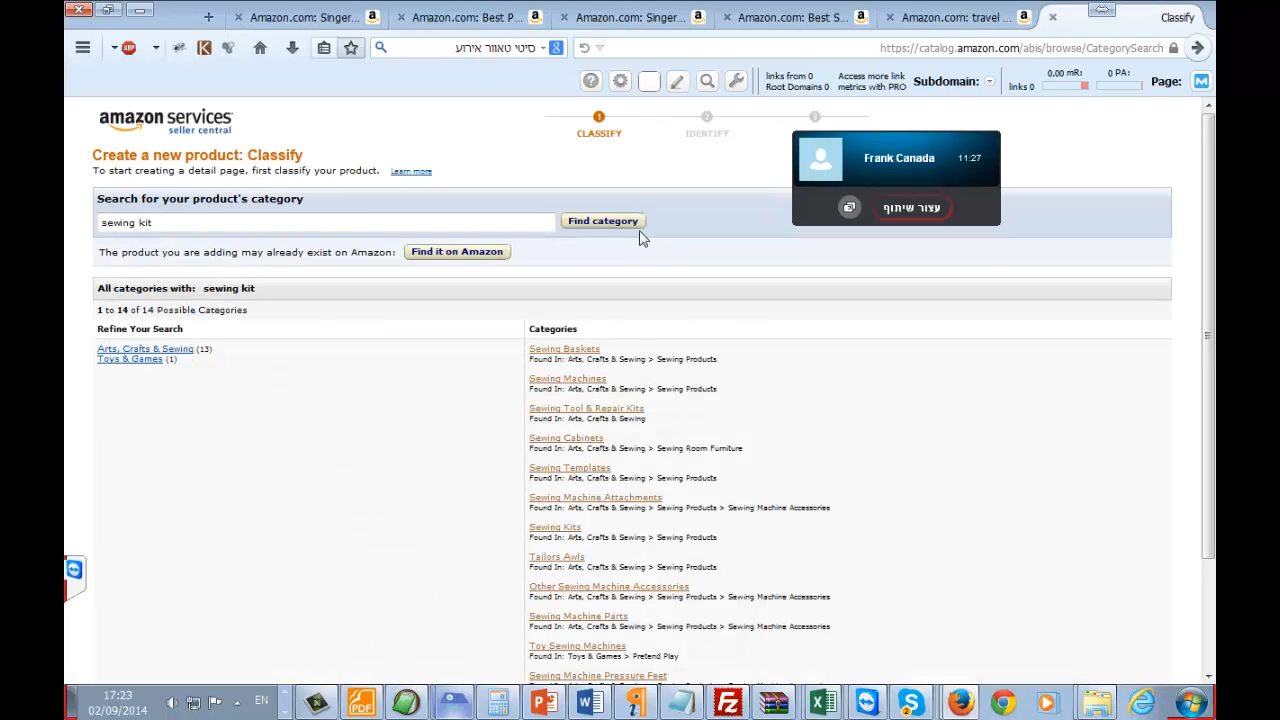 Amazon.com: Singer...
Amazon.com: Best P...
Amazon.com: Singer...
Amazon.com: Best S...
Amazon.com: travel ...
Classify
ABP
K
סיטי טאוור אירוע
8
https://catalog.amazon.com/abis/browse/CategorySearch
links from 0
Root Domains 0
Access more link
metrics with PRO
Subdomain:
links 0
0.00 mR:
0 PA:
Page:
M
amazon services
seller central
1
CLASSIFY
2
IDENTIFY
3
Frank Canada
11:27
עצור שיתוף
Create a new product: Classify
To start creating a detail page, first classify your product. Learn more
Search for your product's category
sewing kit
Find category
The product you are adding may already exist on Amazon:
Find it on Amazon
All categories with: sewing kit
1 to 14 of 14 Possible Categories
Refine Your Search
Arts, Crafts & Sewing (13)
Toys & Games (1)
Categories
Sewing Baskets
Found In: Arts, Crafts & Sewing > Sewing Products
Sewing Machines
Found In: Arts, Crafts & Sewing > Sewing Products
Sewing Tool & Repair Kits
Found In: Arts, Crafts & Sewing
Sewing Cabinets
Found In: Arts, Crafts & Sewing > Sewing Room Furniture
Sewing Templates
Found In: Arts, Crafts & Sewing > Sewing Products
Sewing Machine Attachments
Found In: Arts, Crafts & Sewing > Sewing Products > Sewing Machine Accessories
Sewing Kits
Found In: Arts, Crafts & Sewing > Sewing Products
Tailors Awls
Found In: Arts, Crafts & Sewing > Sewing Products
Other Sewing Machine Accessories
Found In: Arts, Crafts & Sewing > Sewing Products > Sewing Machine Accessories
Sewing Machine Parts
Found In: Arts, Crafts & Sewing > Sewing Products > Sewing Machine Accessories
Toy Sewing Machines
Found In: Toys & Games > Pretend Play
Sewing Machine Pressure Feet
17:23
02/09/2014
EN
PDF